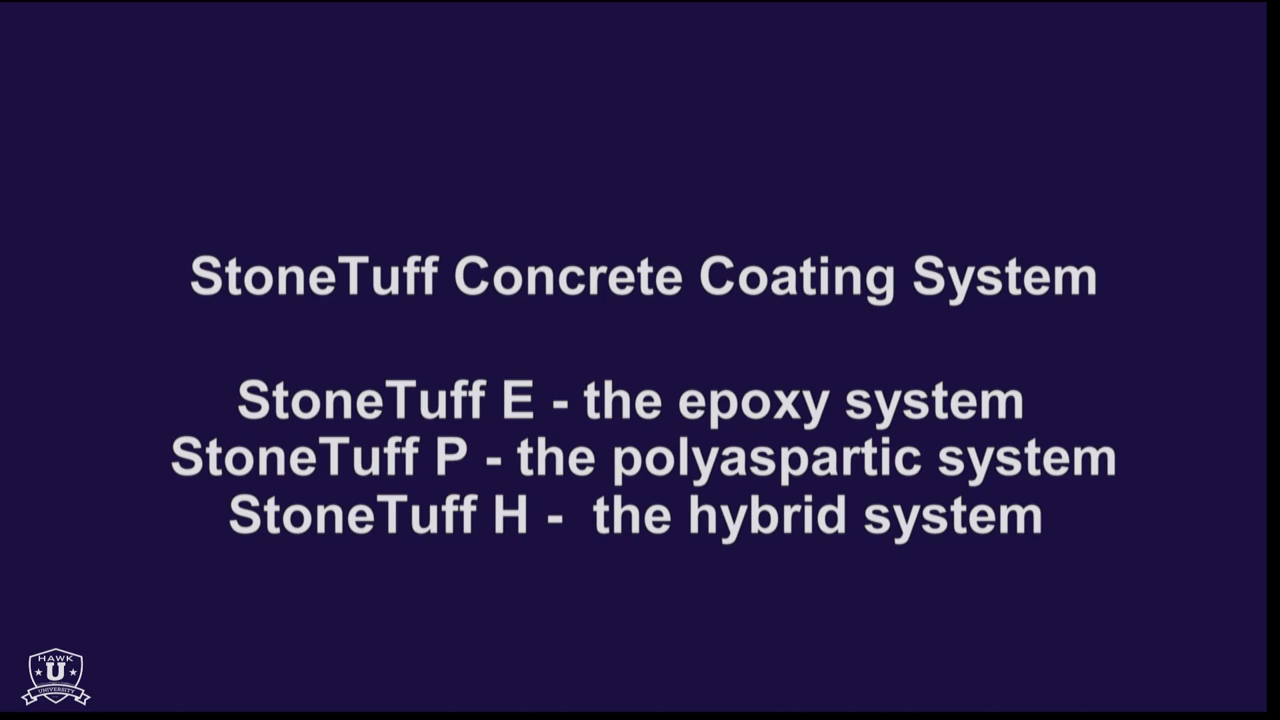 StoneTuff Concrete Coating System
StoneTuff E - the epoxy system
StoneTuff P - the polyaspartic system
StoneTuff H -  the hybrid system
HAWK
U
UNIVERSITY